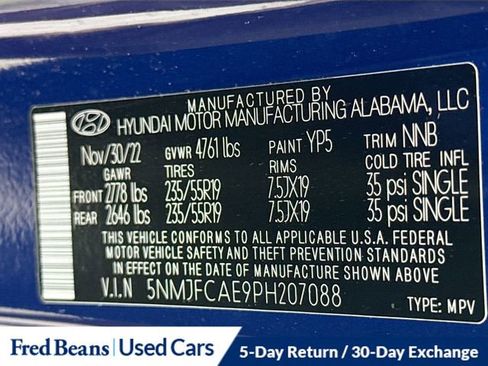 MANUFACTURED BY
HYUNDAI MOTOR MANUFACTURING ALABAMA, LLC
Nov/30/22 GVWR 4761 lbs PAINT YP5 TRIM NNB
GAWR TIRES RIMS COLD TIRE INFL
FRONT 2778 lbs 235/55R19 7.5JX19 35 psi SINGLE
REAR 2646 lbs 235/55R19 7.5JX19 35 psi SINGLE
THIS VEHICLE CONFORMS TO ALL APPLICABLE U.S.A. FEDERAL
MOTOR VEHICLE SAFETY AND THEFT PREVENTION STANDARDS
IN EFFECT ON THE DATE OF MANUFACTURE SHOWN ABOVE.
V.I.N 5NMJFCAE9PH207088
TYPE: MPV
Fred Beans Used Cars 5-Day Return / 30-Day Exchange